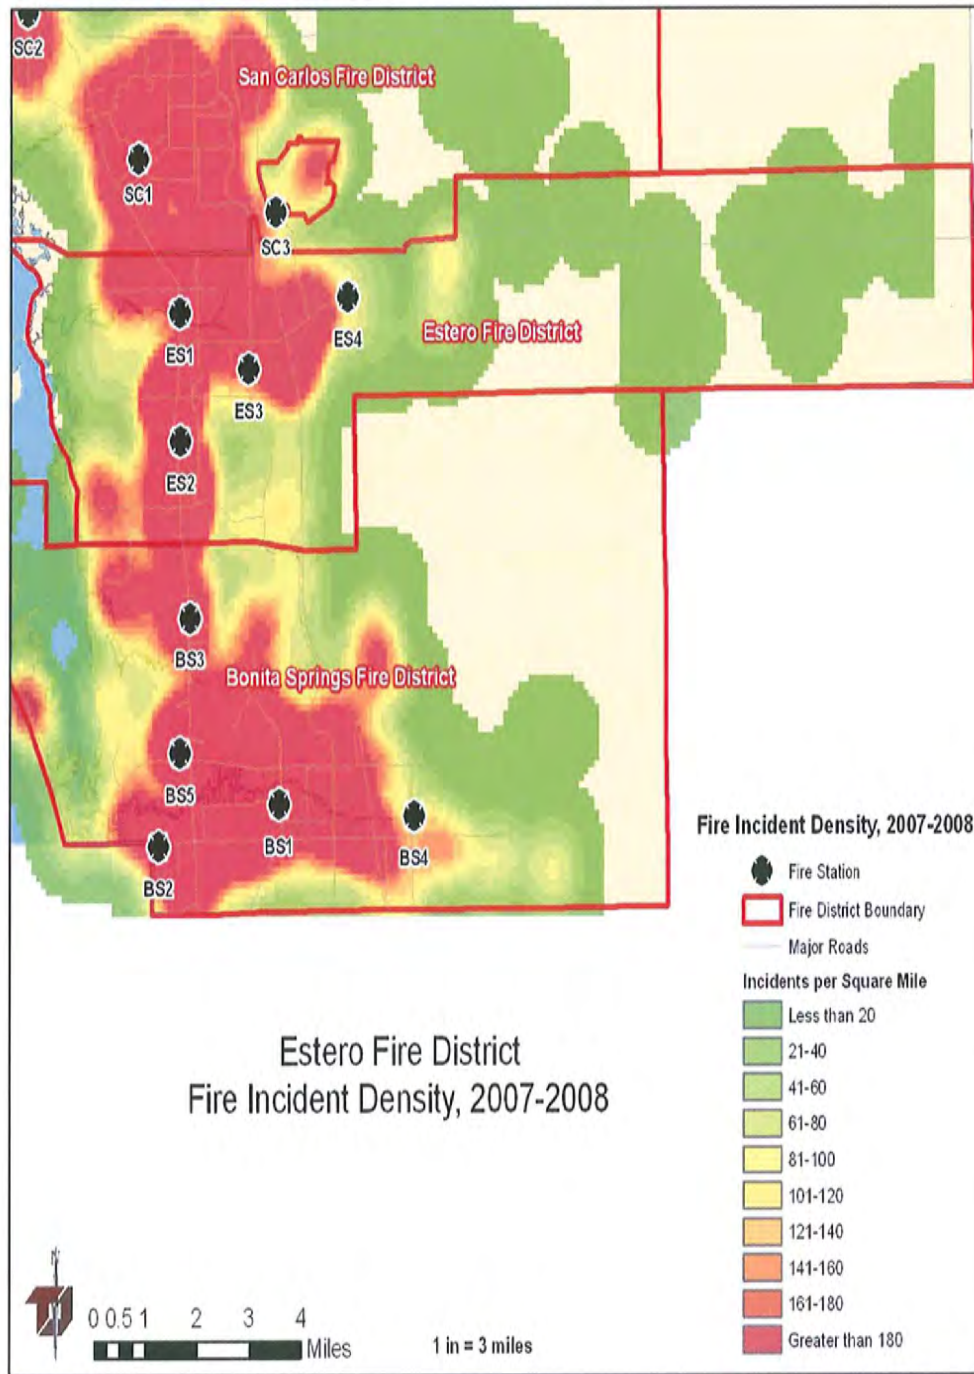 SC2
San Carlos Fire District
SC1
SC3
ES4
Estero Fire District
ES1
ES3
ES2
BS3
Bonita Springs Fire District
BS5
BS1
BS4
BS2
Fire Incident Density, 2007-2008
Fire Station
Fire District Boundary
Major Roads
Incidents per Square Mile
Less than 20
21-40
41-60
61-80
81-100
101-120
121-140
141-160
161-180
Greater than 180
Estero Fire District
Fire Incident Density, 2007-2008
N
0 0.5 1 2 3 4
Miles
1 in = 3 miles